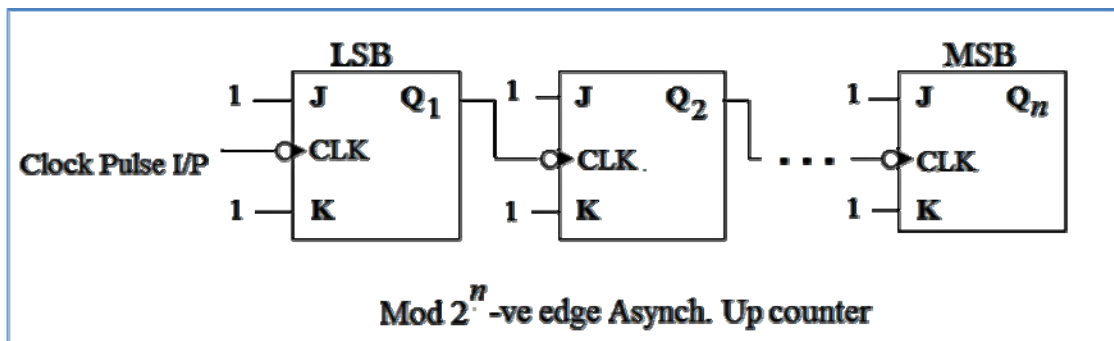 LSB MSB
1 J Q1 1 J Q2 1 J Qn
Clock Pulse I/P CLK CLK . ... CLK
1 K 1 K 1 K
Mod 2^n -ve edge Asynch. Up counter